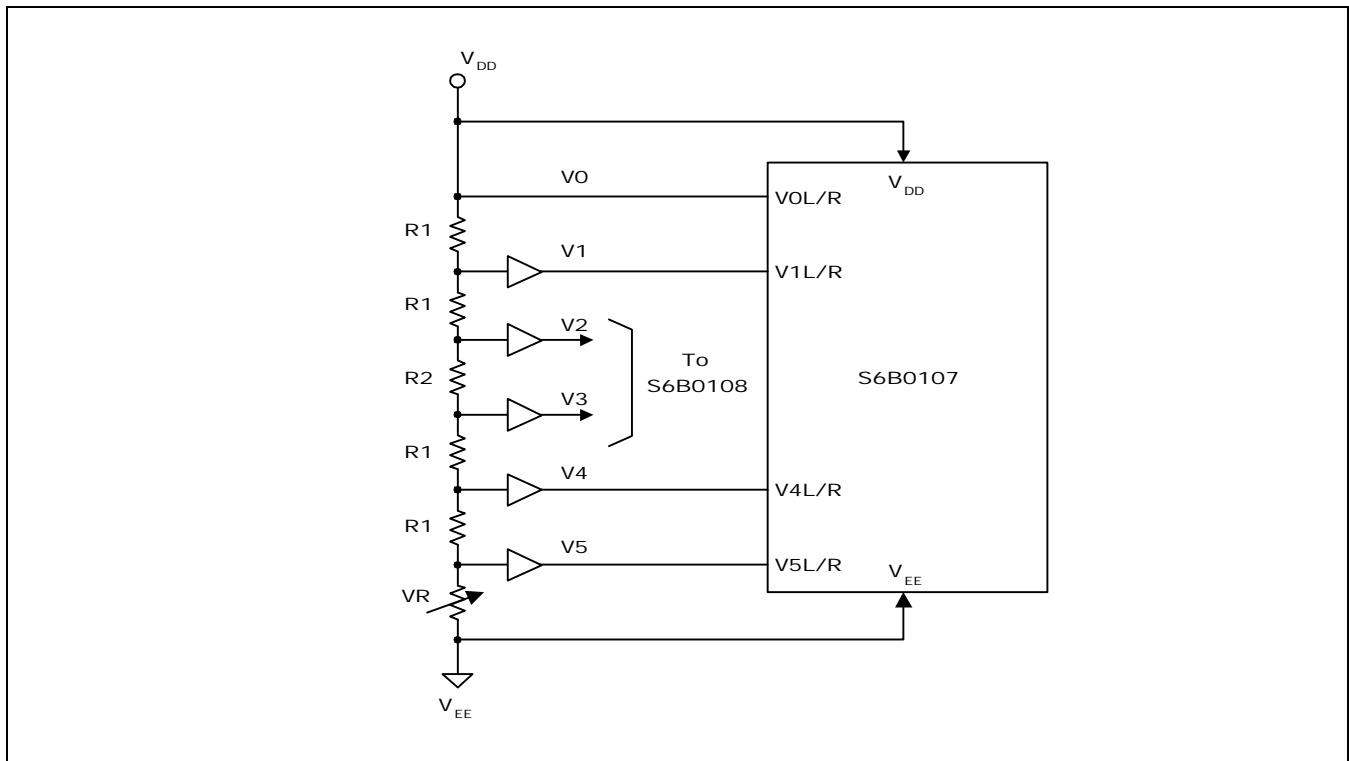 VDD
V0
V0L/R
VDD
R1
V1
V1L/R
R1
V2
To
S6B0108
R2
S6B0107
V3
R1
V4
V4L/R
R1
V5
V5L/R
VEE
VR
VEE